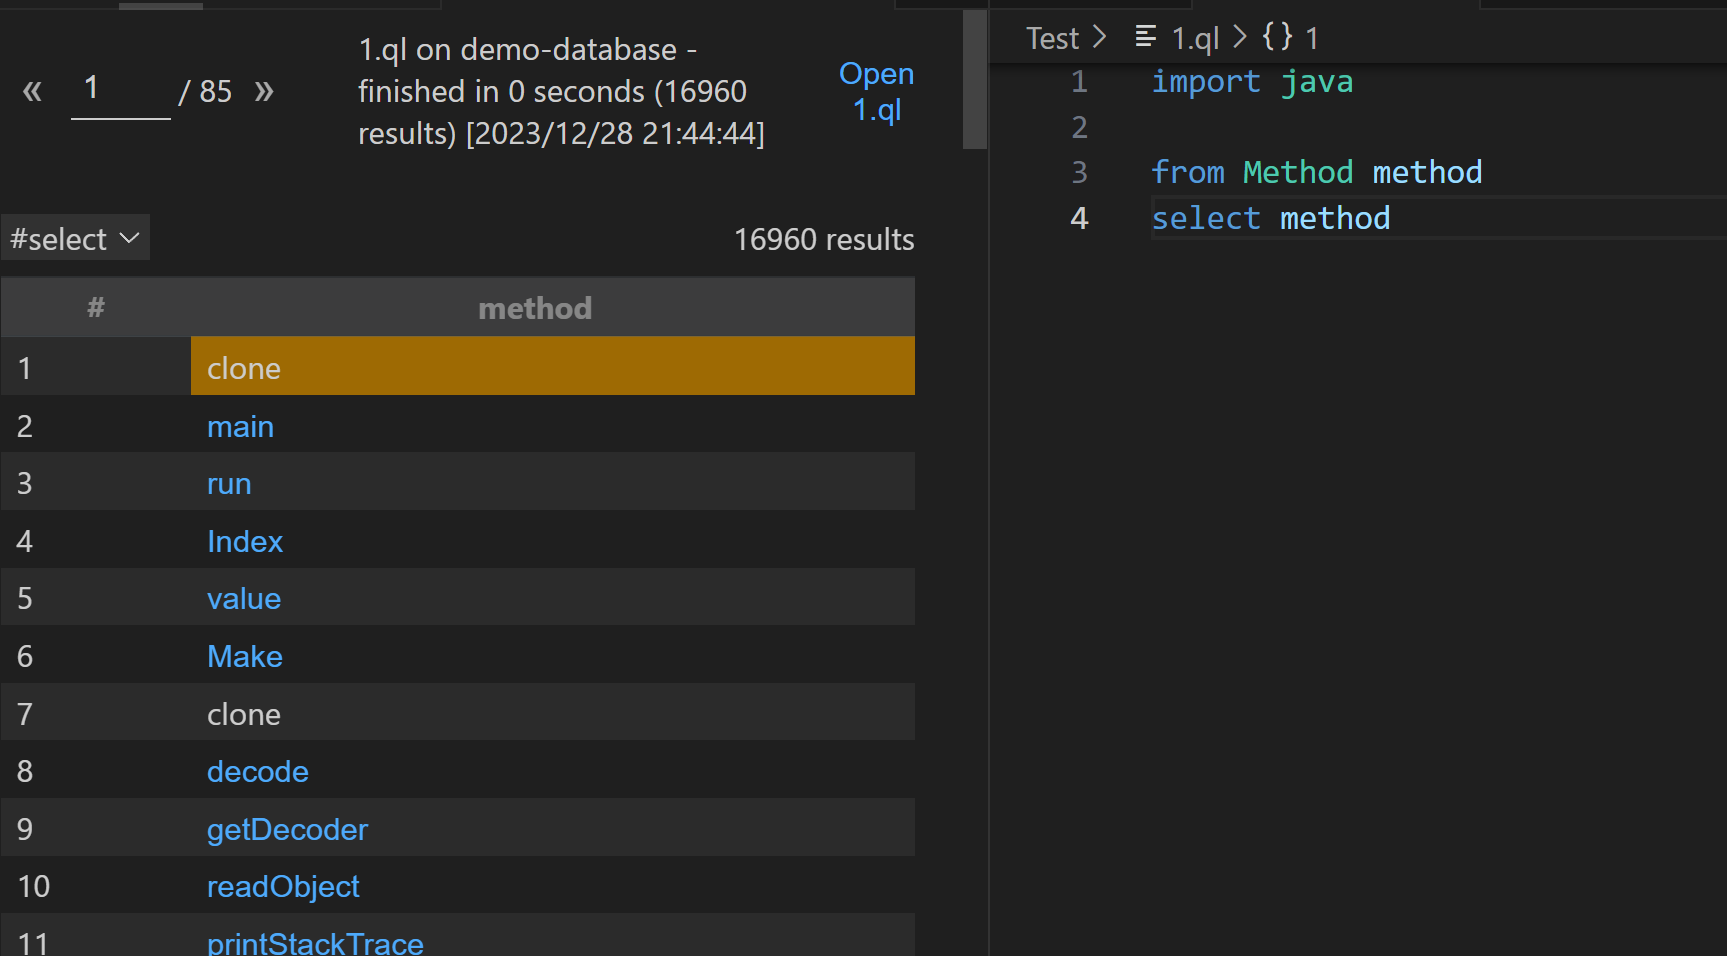 « 1 / 85 »
1.ql on demo-database -
finished in 0 seconds (16960
results) [2023/12/28 21:44:44]
Open
1.ql
#select
16960 results
# method
1 clone
2 main
3 run
4 Index
5 value
6 Make
7 clone
8 decode
9 getDecoder
10 readObject
11 printStackTrace
Test > 1.ql > {} 1
1 import java
2
3 from Method method
4 select method